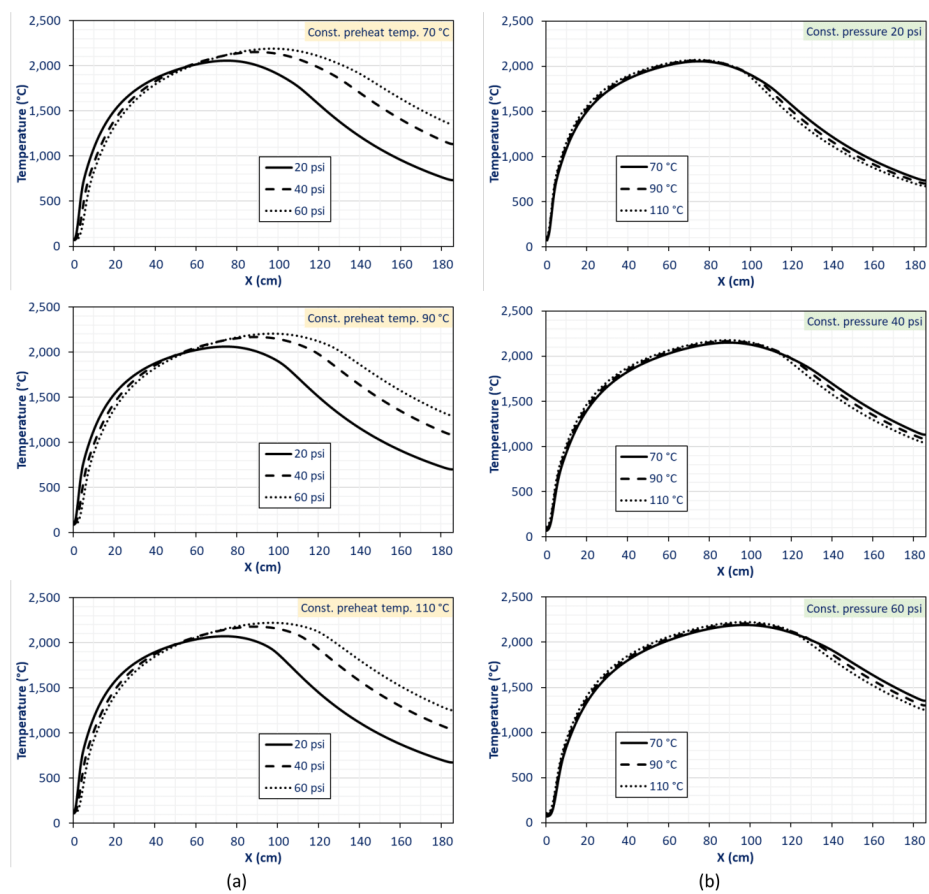 Const. preheat temp. 70 °C
Temperature (°C)
2,500
2,000
1,500
1,000
500
0
20 psi
40 psi
60 psi
0 20 40 60 80 100 120 140 160 180
X (cm)
Const. preheat temp. 90 °C
Temperature (°C)
2,500
2,000
1,500
1,000
500
0
20 psi
40 psi
60 psi
0 20 40 60 80 100 120 140 160 180
X (cm)
Const. preheat temp. 110 °C
Temperature (°C)
2,500
2,000
1,500
1,000
500
0
20 psi
40 psi
60 psi
0 20 40 60 80 100 120 140 160 180
X (cm)
(a)
Const. pressure 20 psi
Temperature (°C)
2,500
2,000
1,500
1,000
500
0
70 °C
90 °C
110 °C
0 20 40 60 80 100 120 140 160 180
X (cm)
Const. pressure 40 psi
Temperature (°C)
2,500
2,000
1,500
1,000
500
0
70 °C
90 °C
110 °C
0 20 40 60 80 100 120 140 160 180
X (cm)
Const. pressure 60 psi
Temperature (°C)
2,500
2,000
1,500
1,000
500
0
70 °C
90 °C
110 °C
0 20 40 60 80 100 120 140 160 180
X (cm)
(b)